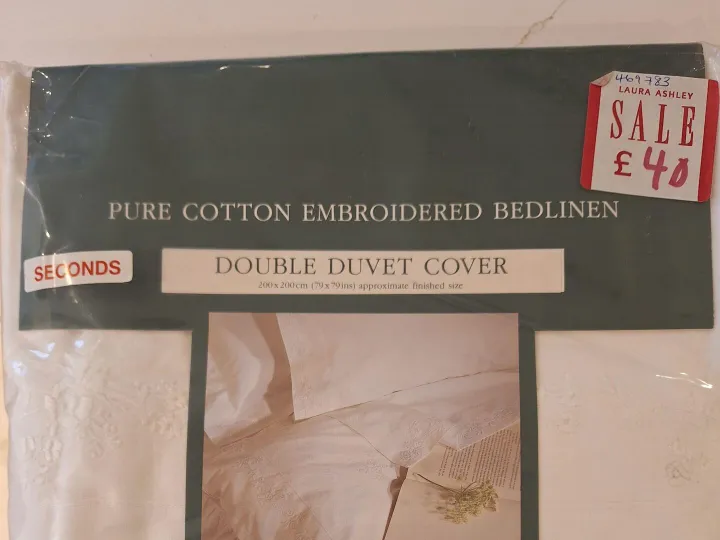 469783
LAURA ASHLEY
SALE
£40
PURE COTTON EMBROIDERED BEDLINEN
SECONDS
DOUBLE DUVET COVER
200x200cm (79x79ins) approximate finished size